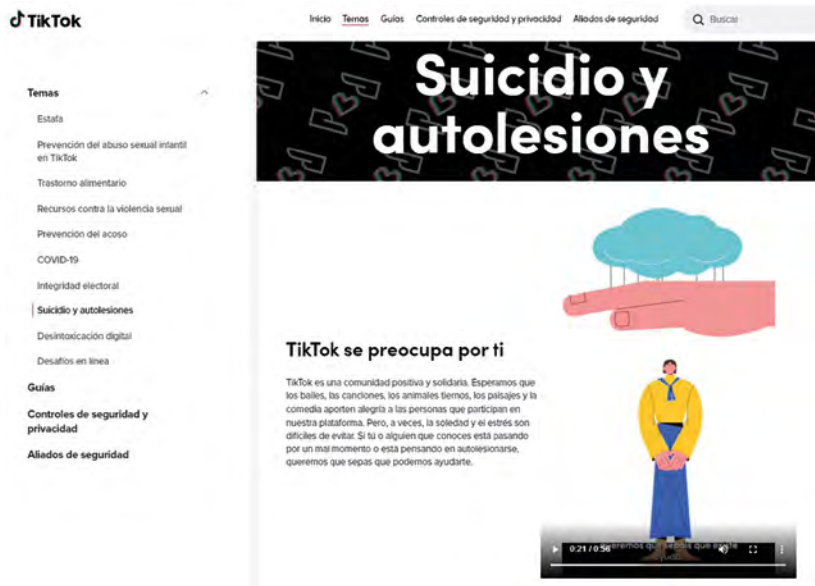 TikTok
Inicio Temas Guías Controles de seguridad y privacidad Aliados de seguridad Buscar
Suicidio y
autolesiones
Temas
Estafa
Prevención del abuso sexual infantil
en TikTok
Trastorno alimentario
Recursos contra la violencia sexual
Prevención del acoso
COVID-19
Integridad electoral
Suicidio y autolesiones
Desintoxicación digital
Desafíos en línea
Guías
Controles de seguridad y
privacidad
Aliados de seguridad
TikTok se preocupa por ti
TikTok es una comunidad positiva y solidaria. Esperamos que
los bailes, las canciones, los animales tiernos, los paisajes y la
comedia aporten alegría a las personas que participan en
nuestra plataforma. Pero, a veces, la soledad y el estrés son
difíciles de evitar. Si tú o alguien que conoces está pasando
por un mal momento o está pensando en autolesionarse,
queremos que sepas que podemos ayudarte.
0:21 / 0:56
que sepáis que